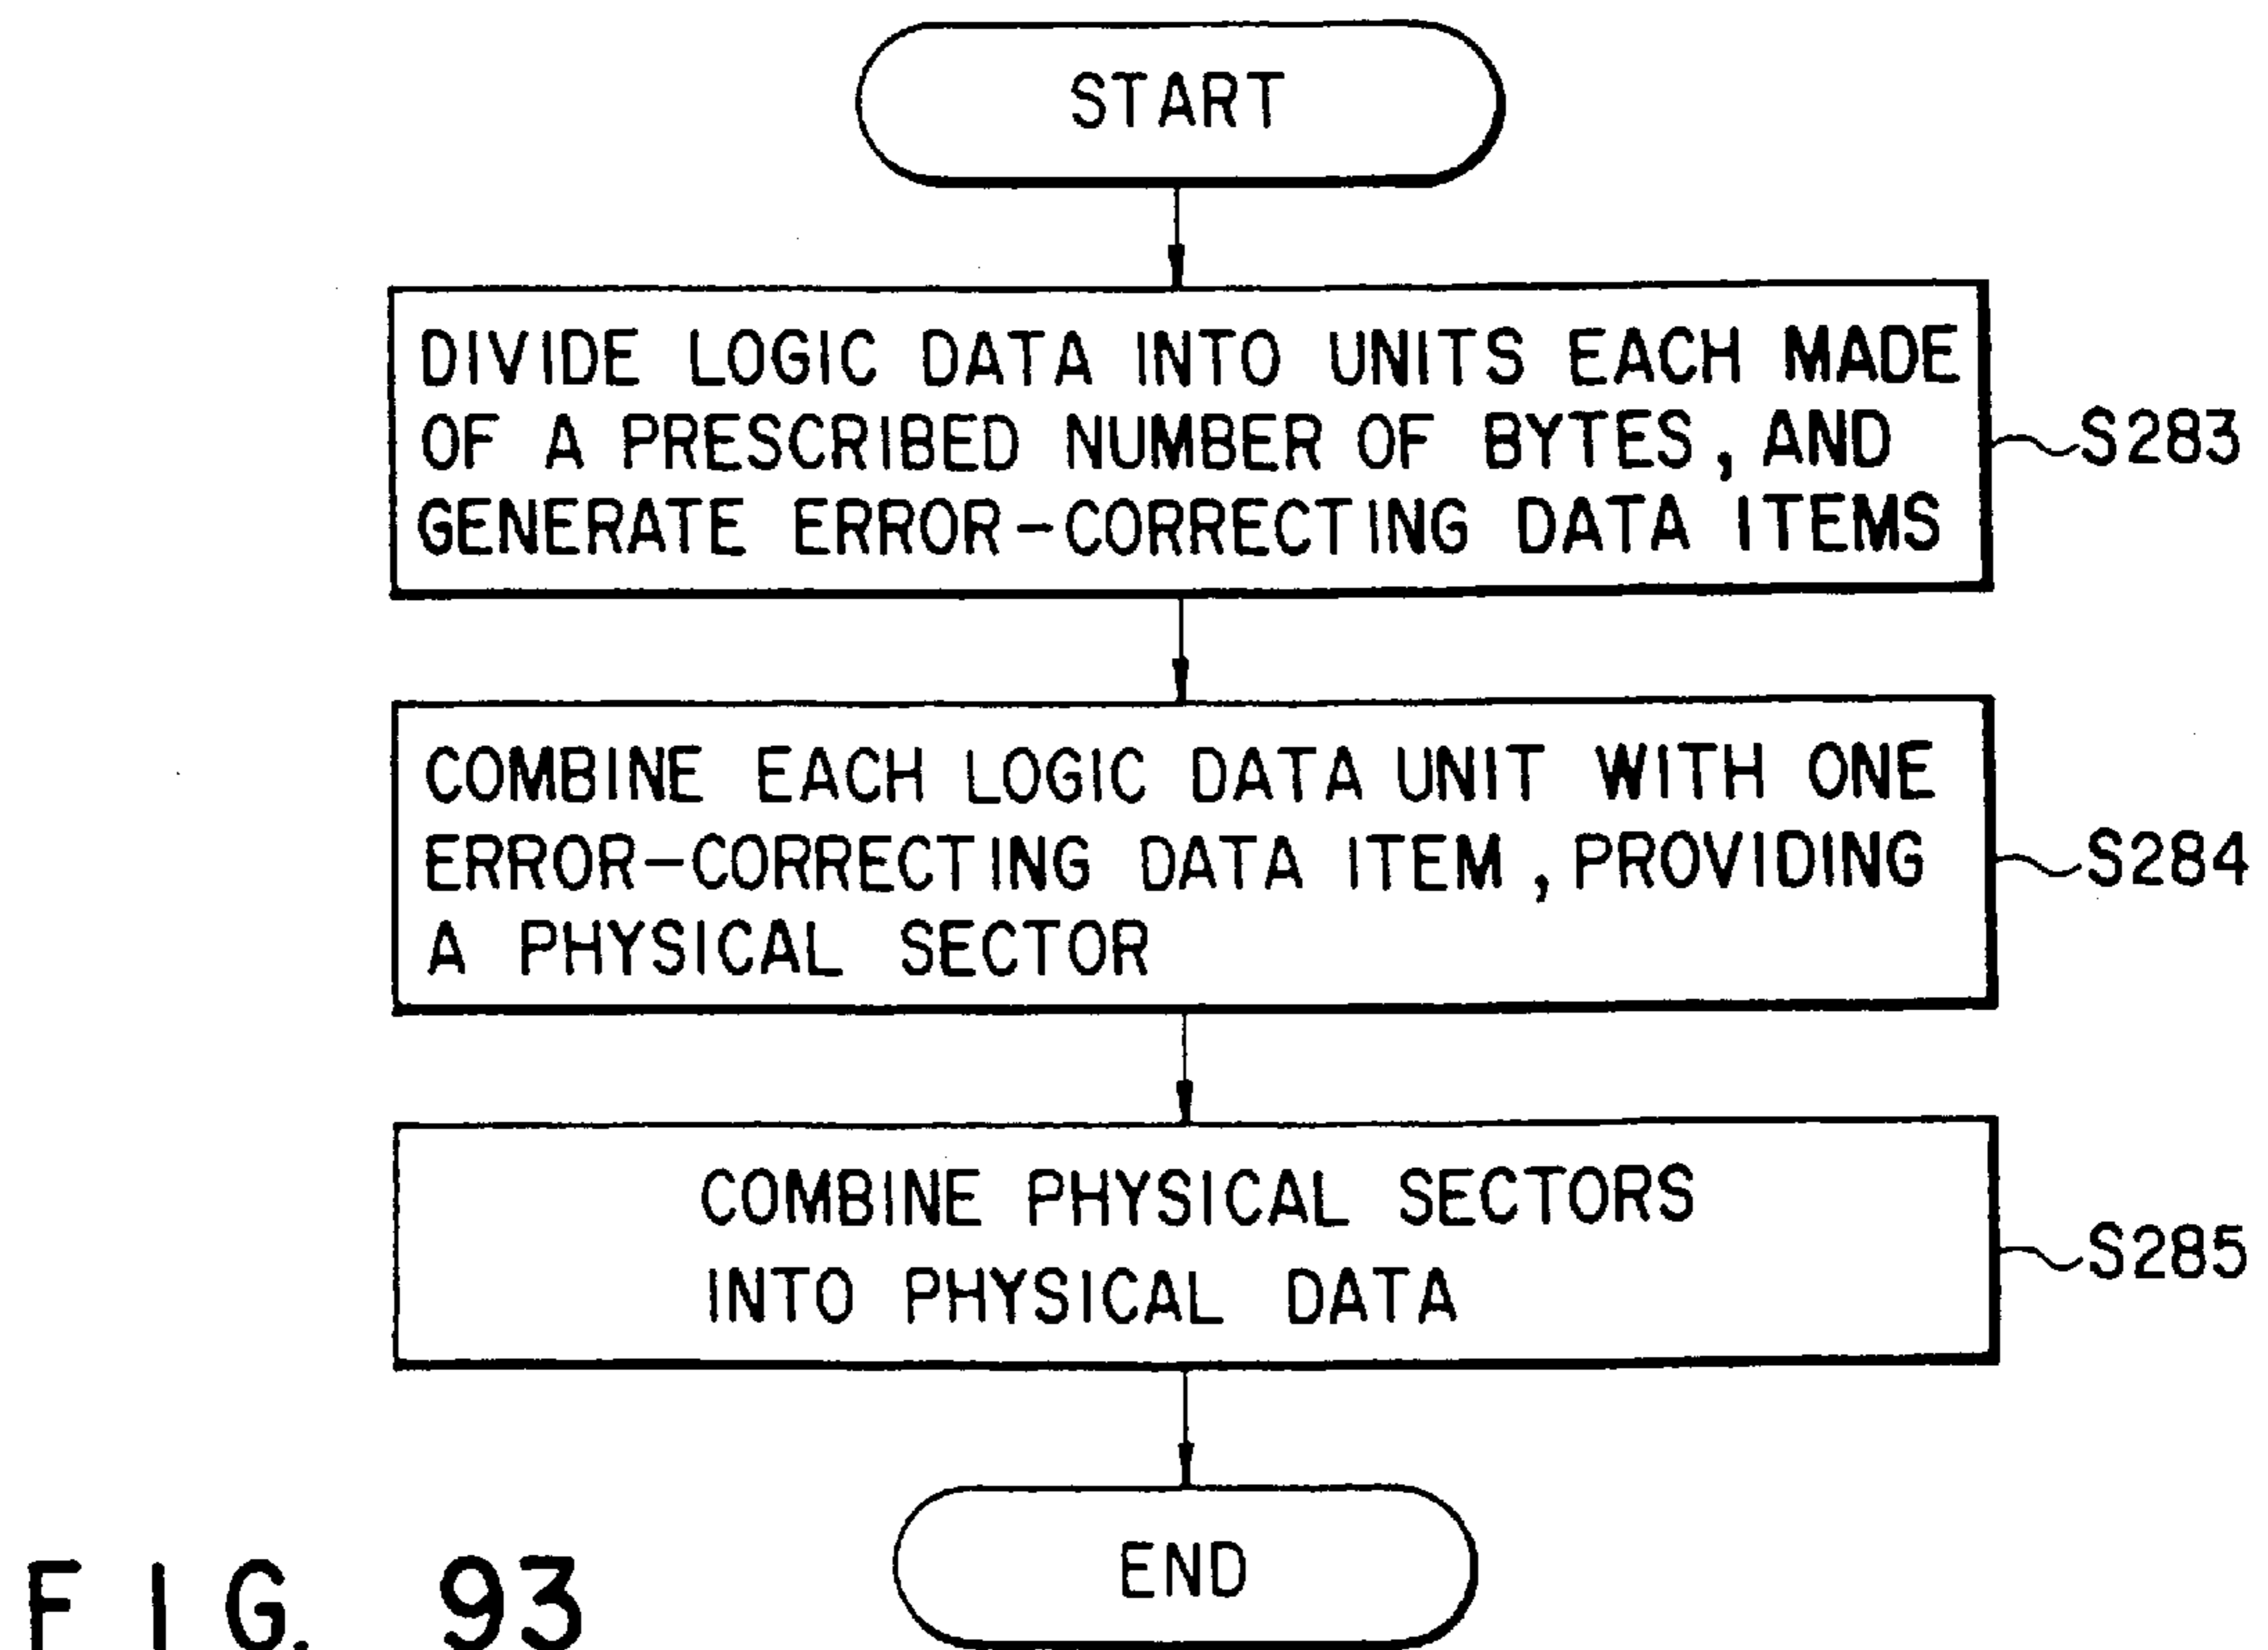 START
DIVIDE LOGIC DATA INTO UNITS EACH MADE
OF A PRESCRIBED NUMBER OF BYTES, AND
GENERATE ERROR-CORRECTING DATA ITEMS
S283
COMBINE EACH LOGIC DATA UNIT WITH ONE
ERROR-CORRECTING DATA ITEM, PROVIDING
A PHYSICAL SECTOR
S284
COMBINE PHYSICAL SECTORS
INTO PHYSICAL DATA
S285
END
FIG. 93